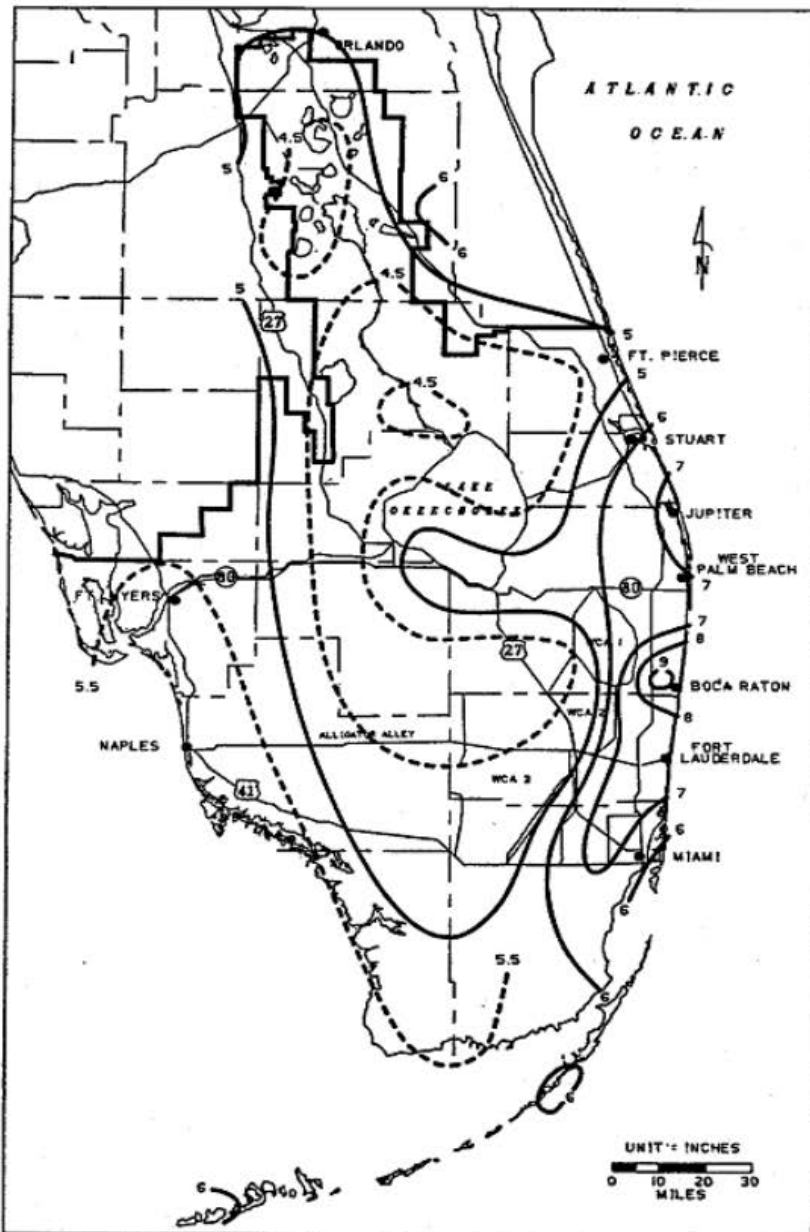 ORLANDO
ATLANTIC
OCEAN
4.5
5
6
6
N
4.5
5
27
5
FT. PIERCE
5
4.5
6
STUART
7
LAKE
OKEECHOBEE
JUPITER
WEST
PALM BEACH
80
80
7
FT. MYERS
7
8
WCA 1
27
9
5.5
BOCA RATON
WCA 2
8
NAPLES
ALLIGATOR ALLEY
FORT
LAUDERDALE
WCA 3
41
7
6
MIAMI
6
5.5
6
6
6
UNIT = INCHES
0 10 20 30
MILES